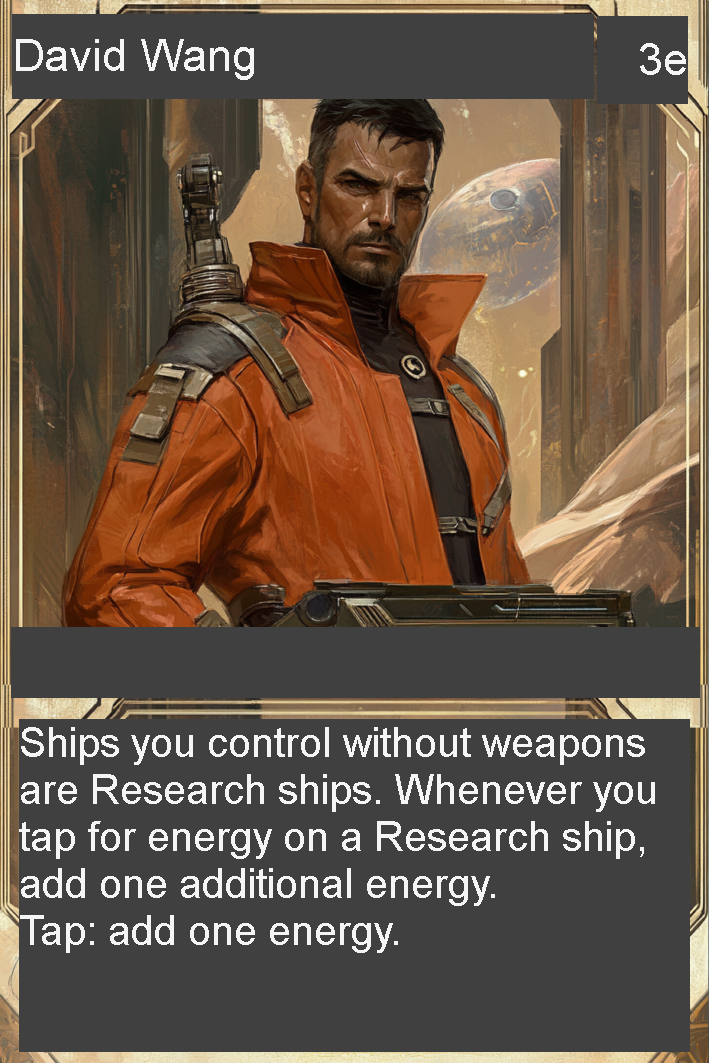 David Wang
3e
Ships you control without weapons
are Research ships. Whenever you
tap for energy on a Research ship,
add one additional energy.
Tap: add one energy.